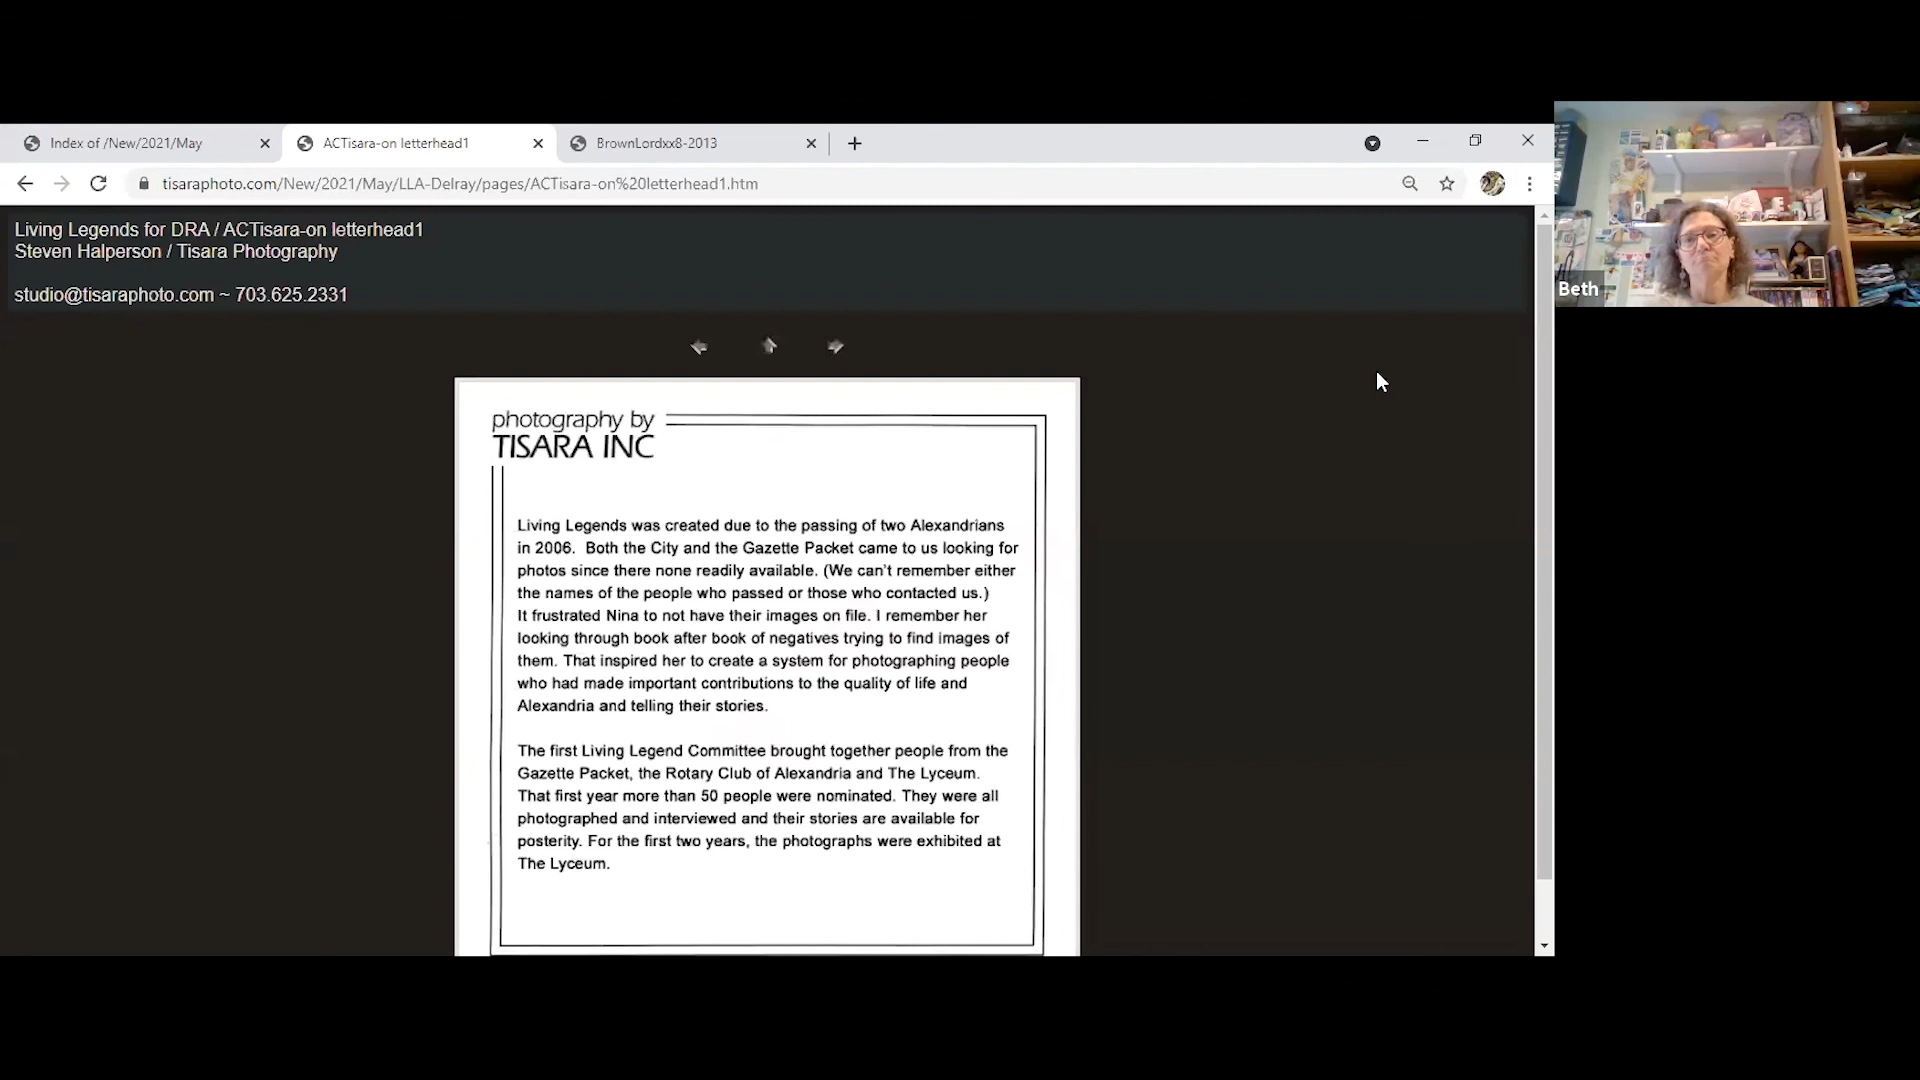 Index of /New/2021/May
ACTisara-on letterhead1
BrownLordxx8-2013
tisaraphoto.com/New/2021/May/LLA-Delray/pages/ACTisara-on%20letterhead1.htm
Living Legends for DRA / ACTisara-on letterhead1
Steven Halperson / Tisara Photography
studio@tisaraphoto.com ~ 703.625.2331
Beth
photography by
TISARA INC
Living Legends was created due to the passing of two Alexandrians
in 2006.  Both the City and the Gazette Packet came to us looking for
photos since there none readily available. (We can't remember either
the names of the people who passed or those who contacted us.)
It frustrated Nina to not have their images on file. I remember her
looking through book after book of negatives trying to find images of
them. That inspired her to create a system for photographing people
who had made important contributions to the quality of life and
Alexandria and telling their stories.
The first Living Legend Committee brought together people from the
Gazette Packet, the Rotary Club of Alexandria and The Lyceum.
That first year more than 50 people were nominated. They were all
photographed and interviewed and their stories are available for
posterity. For the first two years, the photographs were exhibited at
The Lyceum.